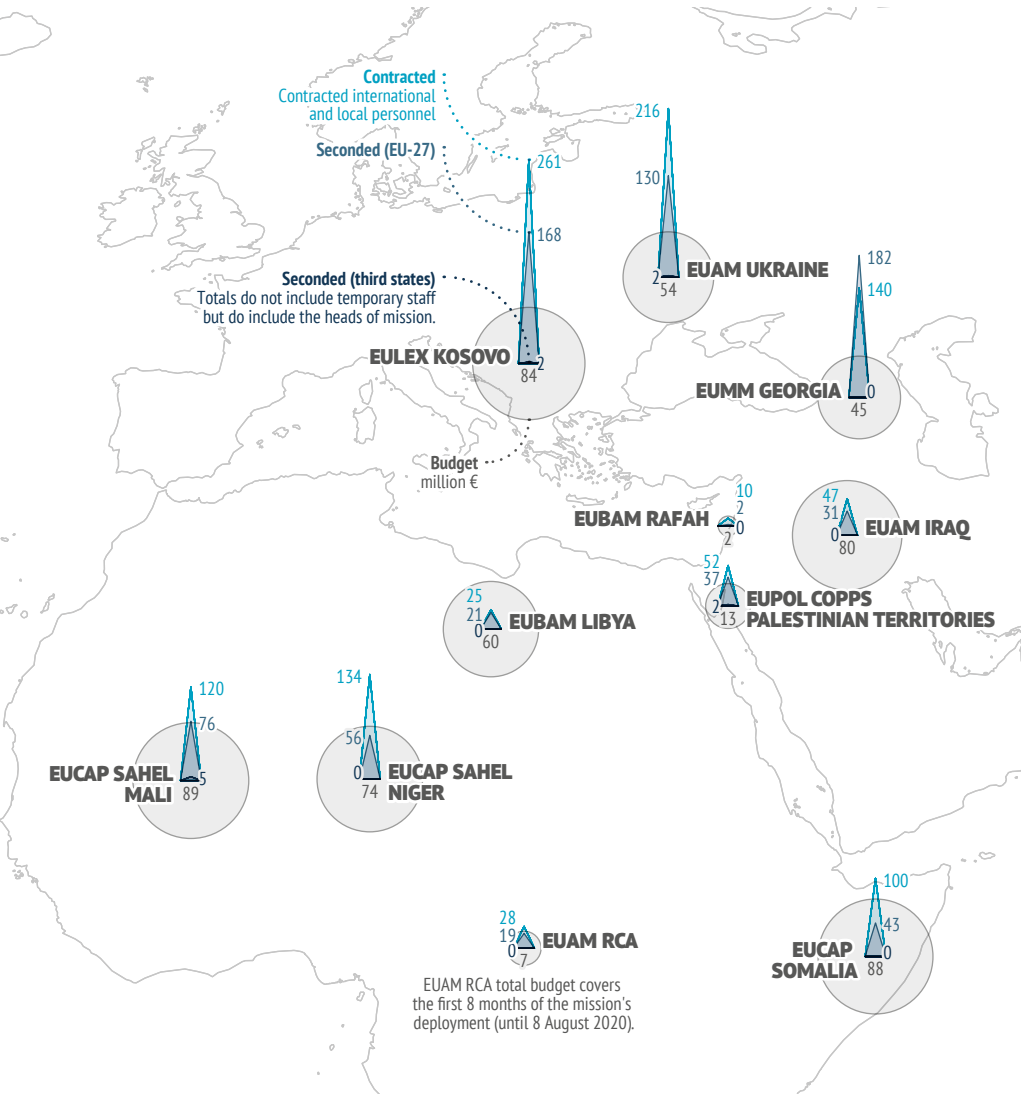 Contracted
Contracted international
and local personnel
Seconded (EU-27)
261
168
Seconded (third states)
Totals do not include temporary staff
but do include the heads of mission.
EULEX KOSOVO
2
84
Budget
million €
216
130
2
EUAM UKRAINE
54
182
140
EUMM GEORGIA
0
45
10
2
EUBAM RAFAH
0
2
47
31
0
EUAM IRAQ
80
52
37
2
EUPOL COPPS
PALESTINIAN TERRITORIES
13
25
21
0
EUBAM LIBYA
60
120
76
EUCAP SAHEL
MALI
5
89
134
56
0
EUCAP SAHEL
NIGER
74
28
19
0
EUAM RCA
7
EUAM RCA total budget covers
the first 8 months of the mission's
deployment (until 8 August 2020).
100
43
EUCAP
SOMALIA
0
88